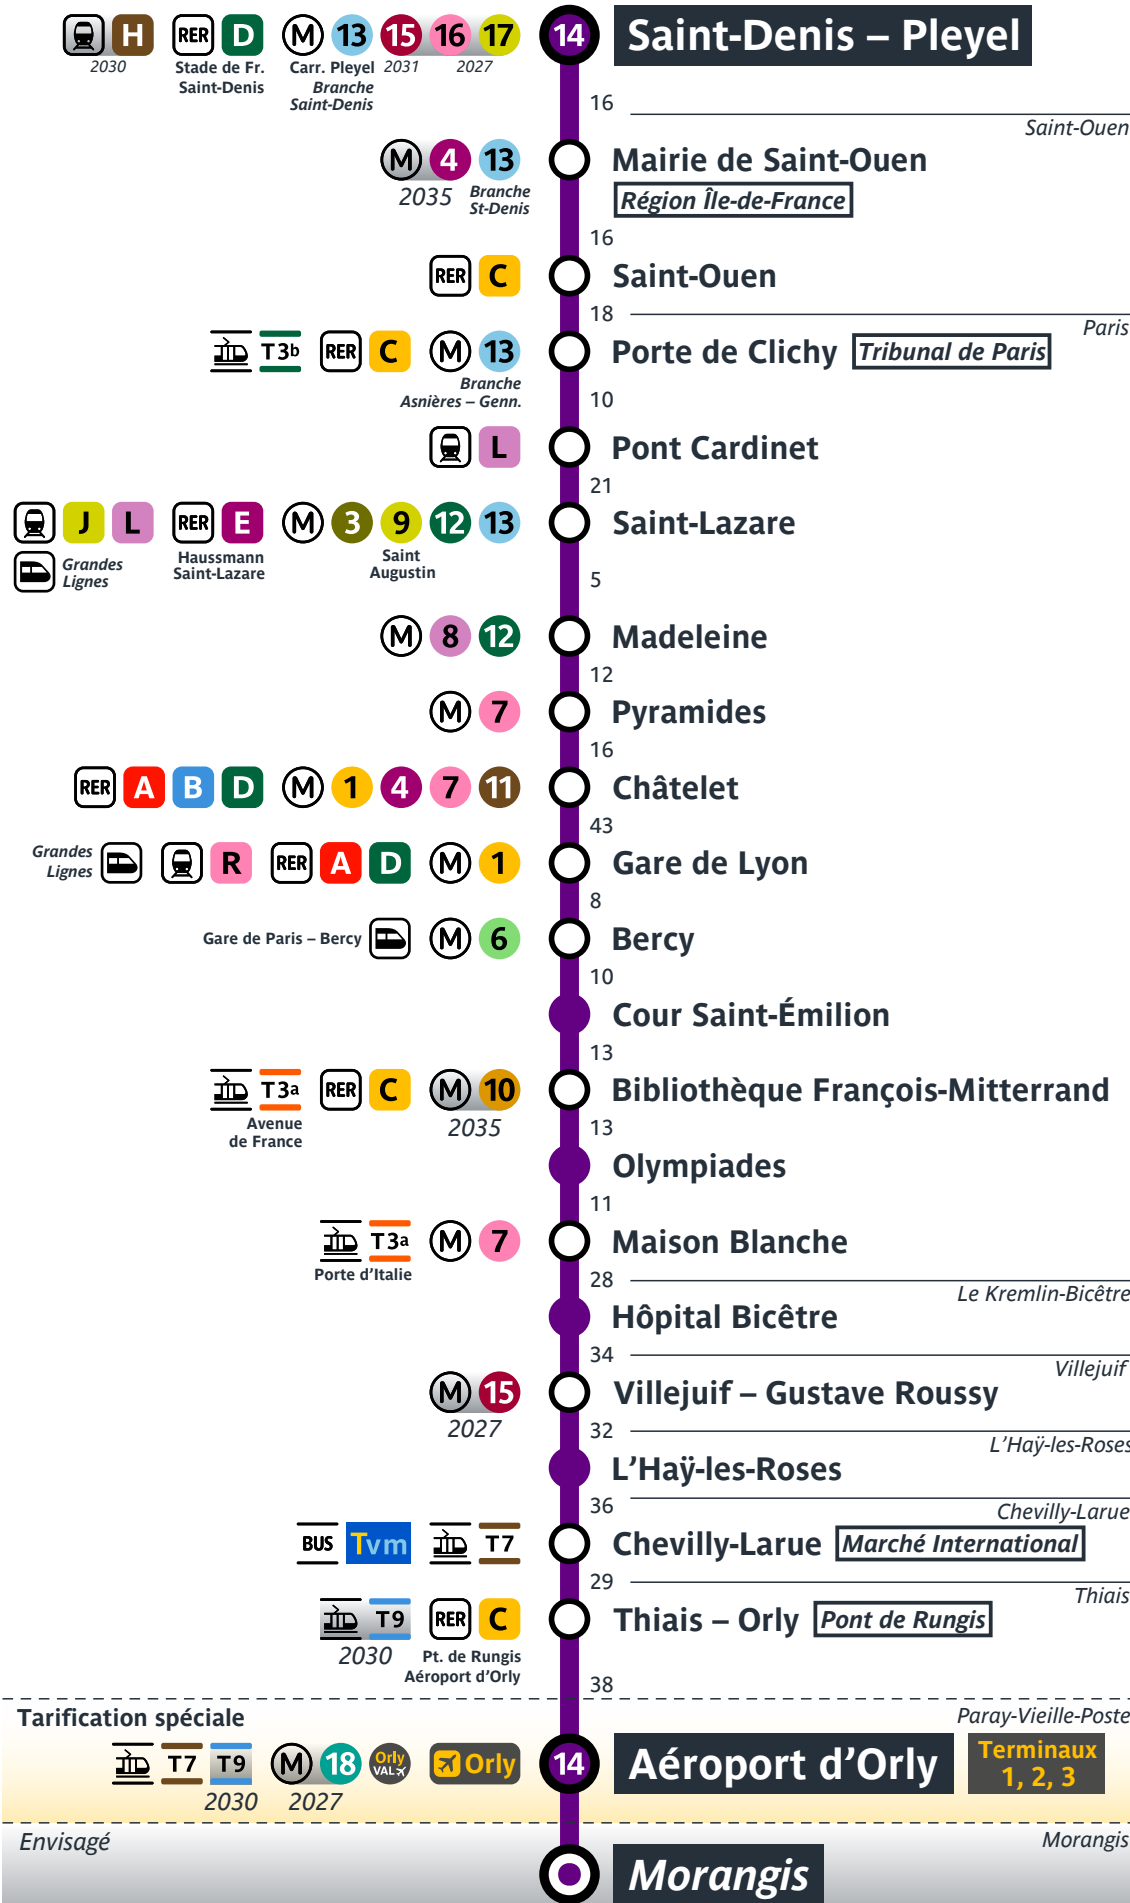 H RER D M 13 15 16 17 14 Saint-Denis – Pleyel
2030 Stade de Fr. Carr. Pleyel 2031 2027
Saint-Denis Branche
Saint-Denis
16
Saint-Ouen
M 4 13 Mairie de Saint-Ouen
2035 Branche Région Île-de-France
St-Denis
16
RER C Saint-Ouen
18
Paris
T3b RER C M 13 Porte de Clichy Tribunal de Paris
Branche
Asnières – Genn.
10
L Pont Cardinet
21
J L RER E M 3 9 12 13 Saint-Lazare
Grandes Haussmann Saint
Lignes Saint-Lazare Augustin
5
M 8 12 Madeleine
12
M 7 Pyramides
16
RER A B D M 1 4 7 11 Châtelet
43
Grandes R RER A D M 1 Gare de Lyon
Lignes
8
Gare de Paris – Bercy M 6 Bercy
10
Cour Saint-Émilion
13
T3a RER C M 10 Bibliothèque François-Mitterrand
Avenue 2035
de France
13
Olympiades
11
T3a M 7 Maison Blanche
Porte d'Italie
28
Le Kremlin-Bicêtre
Hôpital Bicêtre
34
Villejuif
M 15 Villejuif – Gustave Roussy
2027
32
L'Haÿ-les-Roses
L'Haÿ-les-Roses
36
Chevilly-Larue
BUS Tvm T7 Chevilly-Larue Marché International
29
Thiais
T9 RER C Thiais – Orly Pont de Rungis
2030 Pt. de Rungis
Aéroport d'Orly
38
Tarification spéciale Paray-Vieille-Poste
T7 T9 M 18 Orly VAL Orly 14 Aéroport d'Orly Terminaux
1, 2, 3
2030 2027
Envisagé Morangis
Morangis